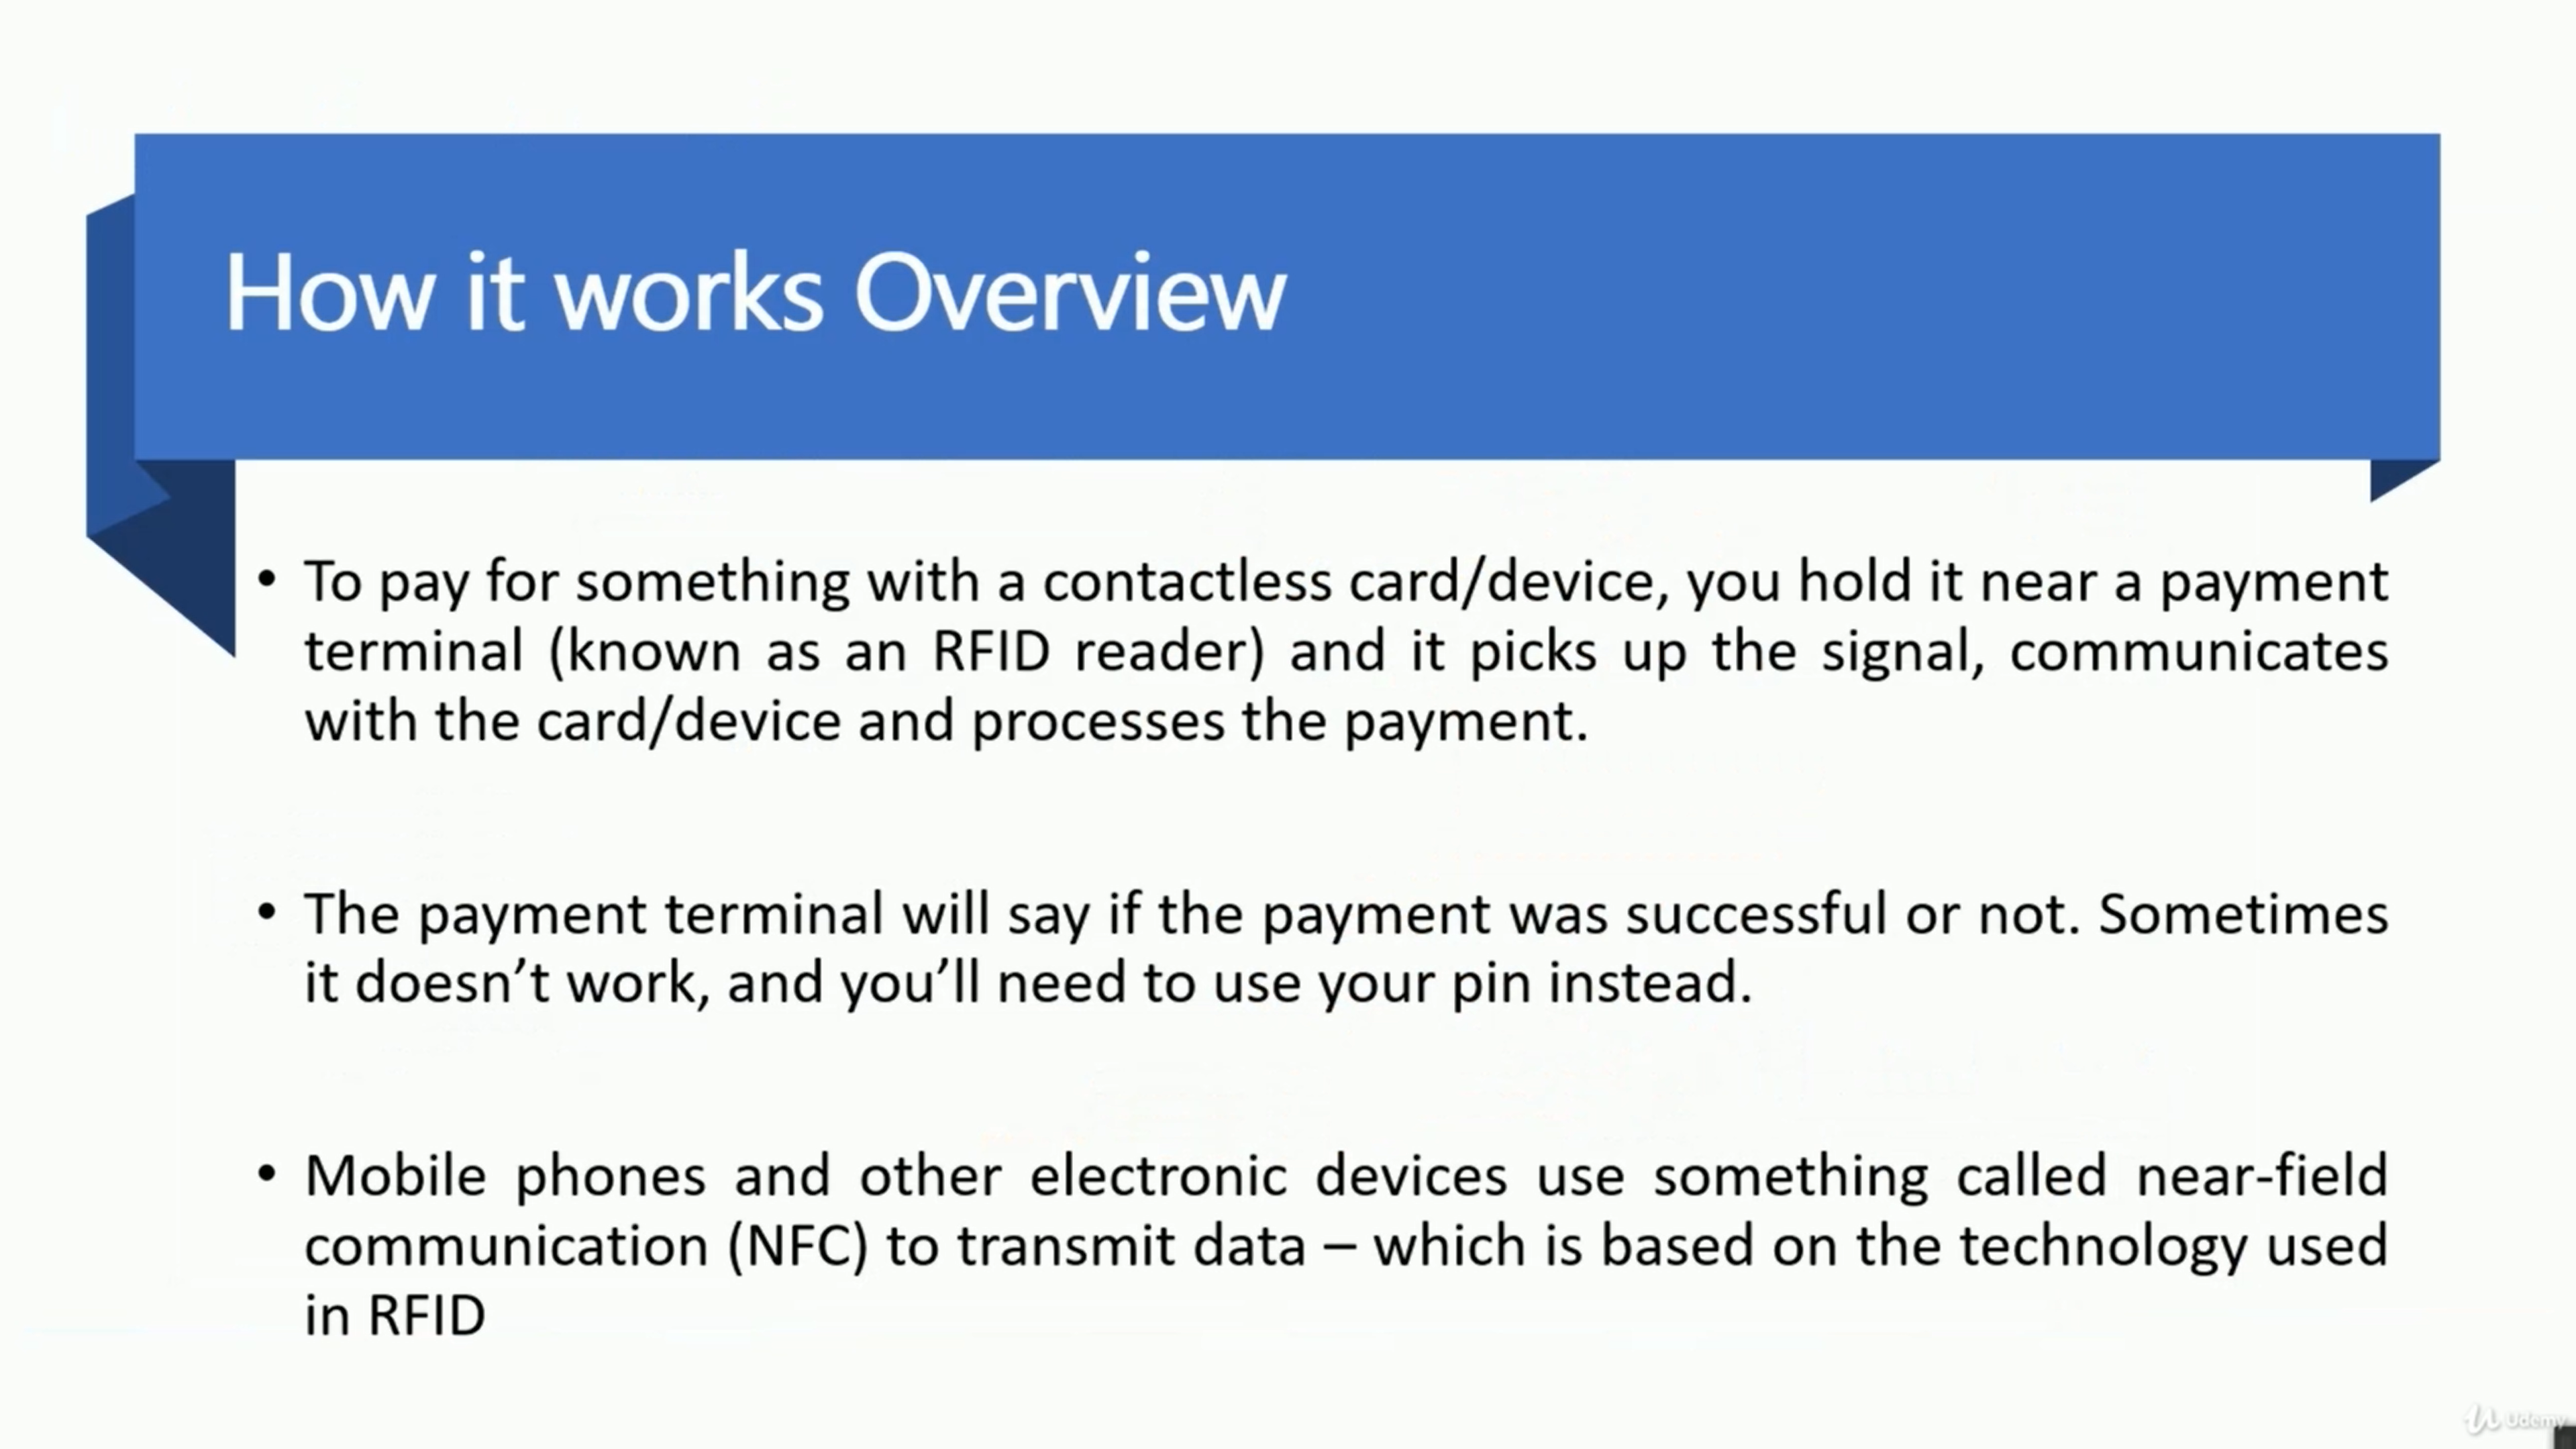 How it works Overview
• To pay for something with a contactless card/device, you hold it near a payment
terminal (known as an RFID reader) and it picks up the signal, communicates
with the card/device and processes the payment.
• The payment terminal will say if the payment was successful or not. Sometimes
it doesn’t work, and you’ll need to use your pin instead.
• Mobile phones and other electronic devices use something called near-field
communication (NFC) to transmit data – which is based on the technology used
in RFID
Udemy